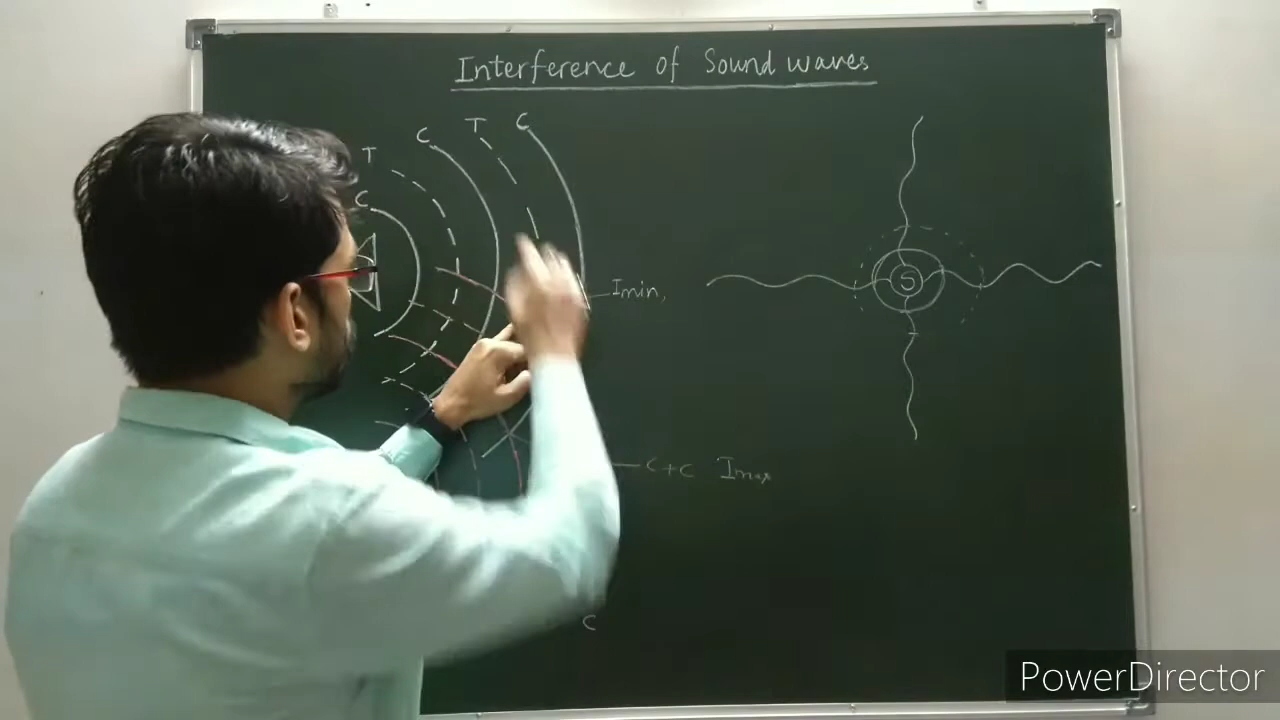 Interference of Sound waves
C T C
T
C
S
Imin,
C+C Imax
C
PowerDirector